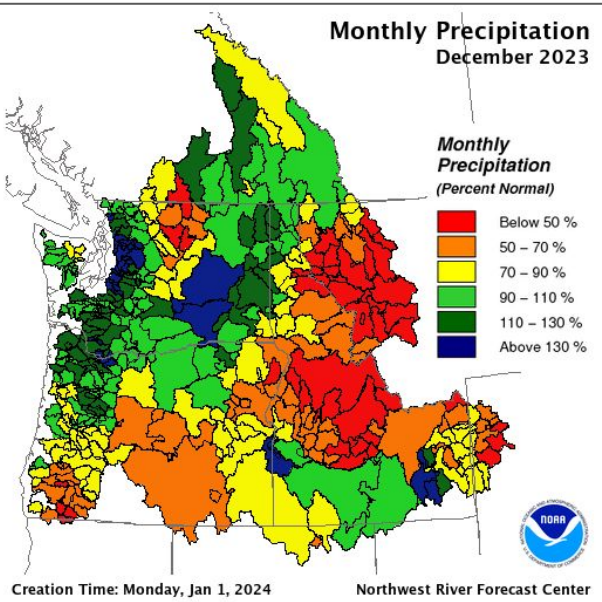 Monthly Precipitation
December 2023
Monthly
Precipitation
(Percent Normal)
Below 50 %
50 – 70 %
70 – 90 %
90 – 110 %
110 – 130 %
Above 130 %
NOAA
Creation Time: Monday, Jan 1, 2024
Northwest River Forecast Center